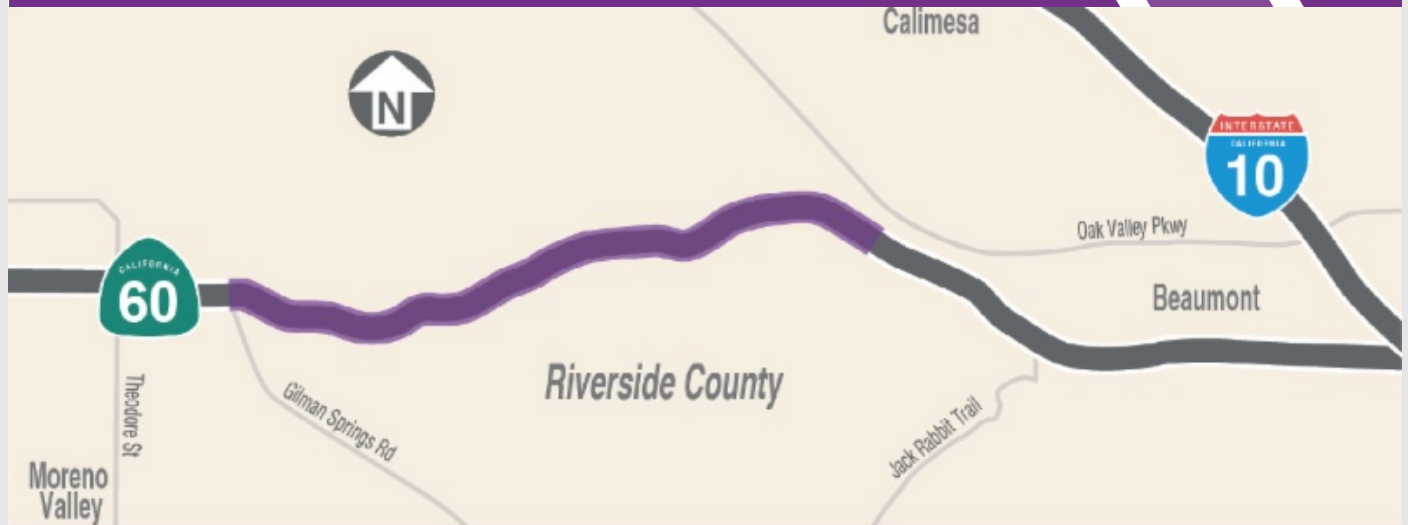 Calimesa
N
INTERSTATE
CALIFORNIA
10
Oak Valley Pkwy
CALIFORNIA
60
Beaumont
Riverside County
Theodore St
Gilman Springs Rd
Jack Rabbit Trail
Moreno
Valley